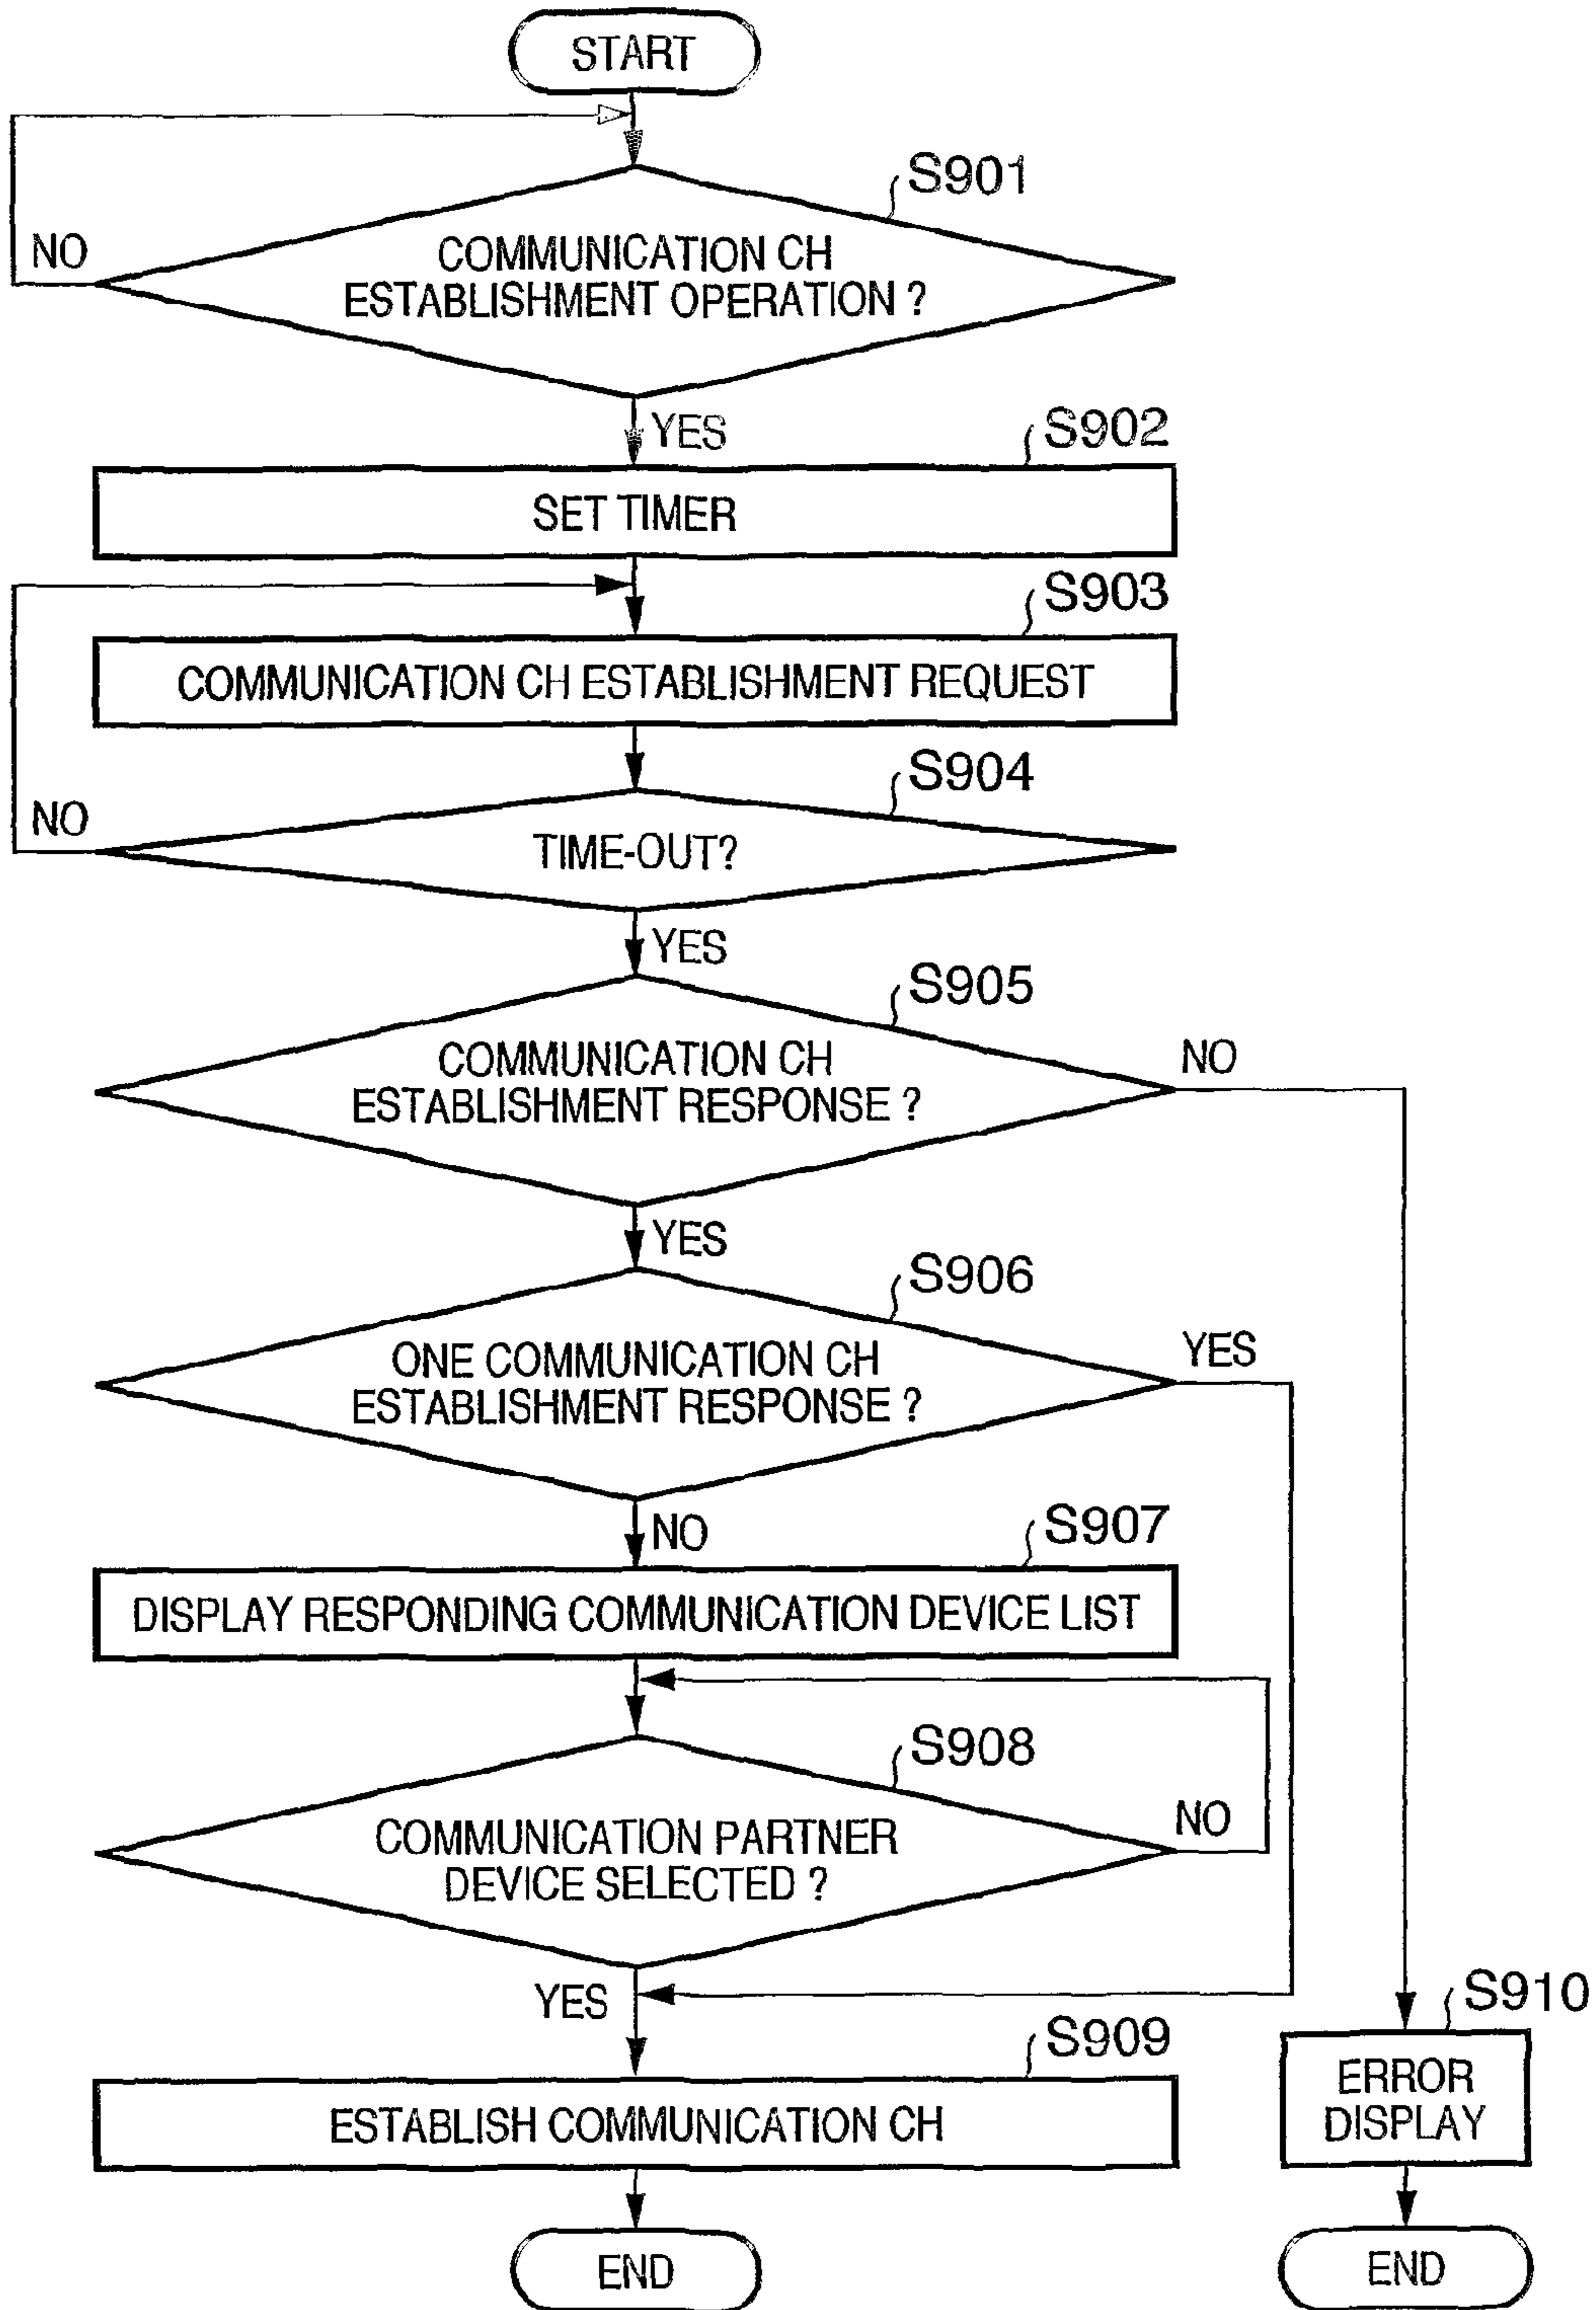 START
S901
NO
COMMUNICATION CH
ESTABLISHMENT OPERATION ?
YES
S902
SET TIMER
S903
COMMUNICATION CH ESTABLISHMENT REQUEST
S904
NO
TIME-OUT?
YES
S905
COMMUNICATION CH
ESTABLISHMENT RESPONSE ?
NO
YES
S906
ONE COMMUNICATION CH
ESTABLISHMENT RESPONSE ?
YES
NO
S907
DISPLAY RESPONDING COMMUNICATION DEVICE LIST
S908
COMMUNICATION PARTNER
DEVICE SELECTED ?
NO
YES
S909
ESTABLISH COMMUNICATION CH
END
S910
ERROR
DISPLAY
END